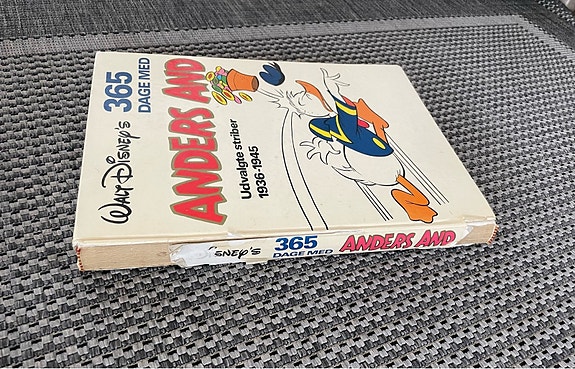 WALT DISNEY'S
365
DAGE MED
ANDERS AND
Udvalgte striber
1936-1945
SNEY'S
365
DAGE MED
ANDERS AND